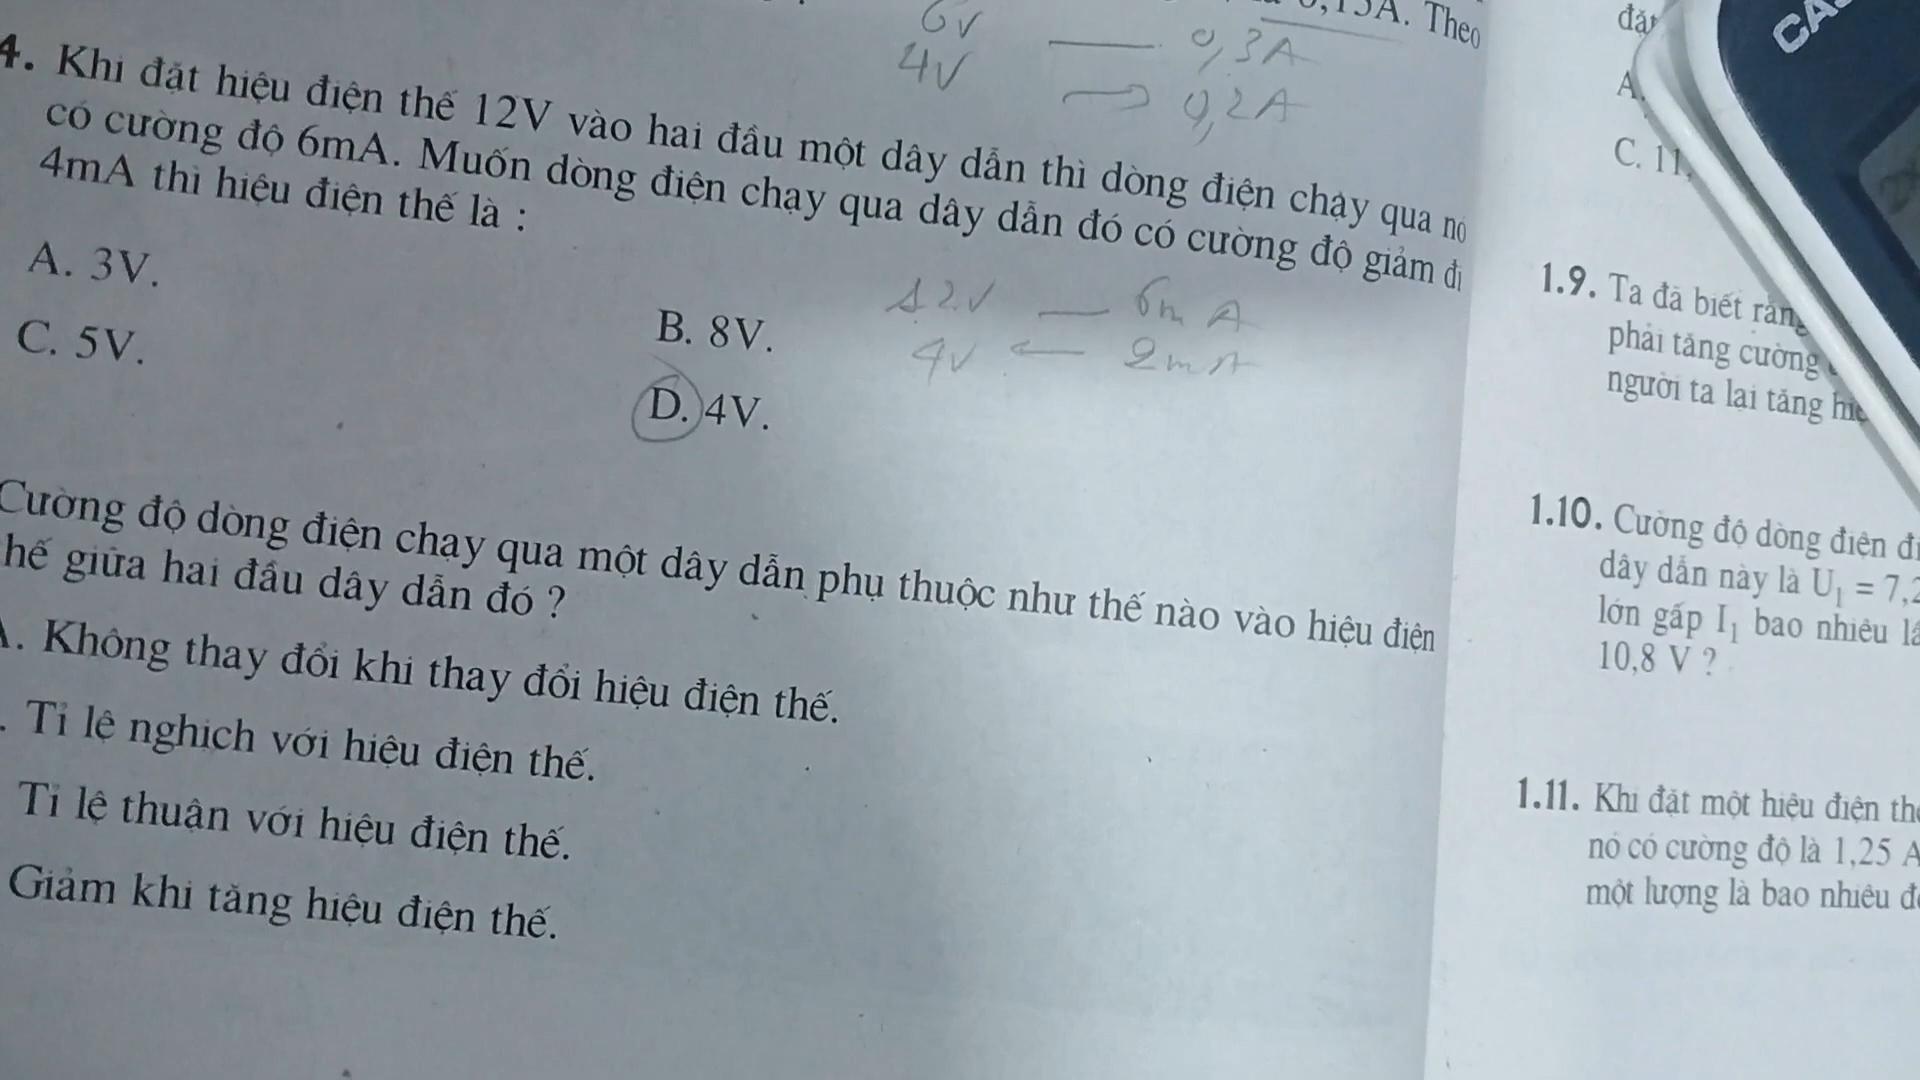 6V
4V
0,3A
0,2A
0,15A. Theo
4. Khi đặt hiệu điện thế 12V vào hai đầu một dây dẫn thì dòng điện chạy qua nó
có cường độ 6mA. Muốn dòng điện chạy qua dây dẫn đó có cường độ giảm đi
4mA thì hiệu điện thế là :
A. 3V.
B. 8V.
C. 5V.
D. 4V.
12V — 6mA
4V ← 2mA
Cường độ dòng điện chạy qua một dây dẫn phụ thuộc như thế nào vào hiệu điện
hế giữa hai đầu dây dẫn đó ?
A. Không thay đổi khi thay đổi hiệu điện thế.
. Tỉ lệ nghịch với hiệu điện thế.
Tỉ lệ thuận với hiệu điện thế.
Giảm khi tăng hiệu điện thế.
đặt
A.
C. 11,
CA
1.9. Ta đã biết rằng
phải tăng cường
người ta lại tăng hiệ
1.10. Cường độ dòng điện đi
dây dẫn này là U₁ = 7,2
lớn gấp I₁ bao nhiêu lầ
10,8 V ?
1.11. Khi đặt một hiệu điện thế
nó có cường độ là 1,25 A
một lượng là bao nhiêu để